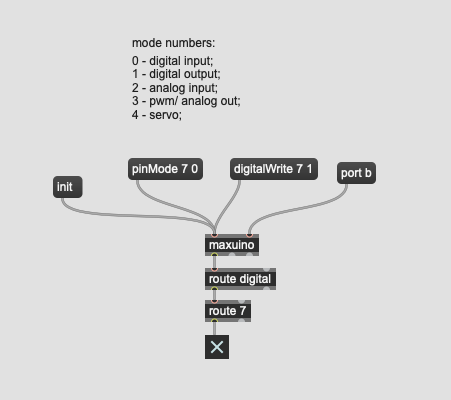 mode numbers:
0 - digital input;
1 - digital output;
2 - analog input;
3 - pwm/ analog out;
4 - servo;
init
pinMode 7 0
digitalWrite 7 1
port b
maxuino
route digital
route 7